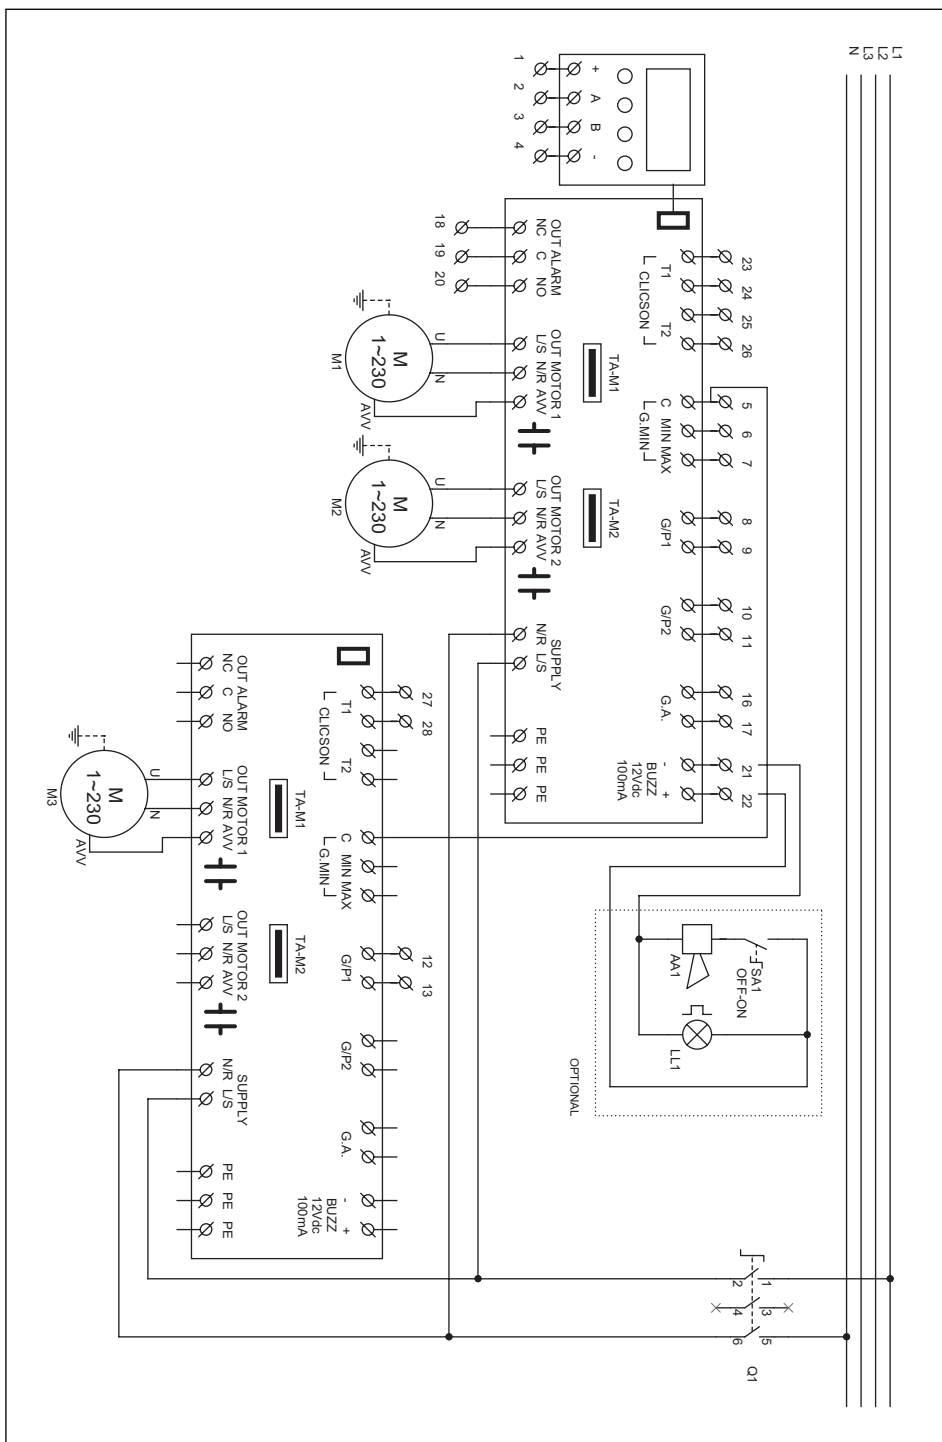 L1
L2
L3
N
+ A B -
1 2 3 4
23 24 25 26
T1 T2
CLICSON
5 6 7
C MIN MAX
G.MIN
8 9
G/P1
10 11
G/P2
16 17
G.A.
21 22
- +
BUZZ
12Vdc
100mA
TA-M1
TA-M2
OUT ALARM
NC C NO
18 19 20
OUT MOTOR 1
L/S N/R AVV
OUT MOTOR 2
L/S N/R AVV
SUPPLY
N/R L/S
PE PE PE
U N AVV
M
1~230
M1
U N AVV
M
1~230
M2
SA1
OFF-ON
AA1
LL1
OPTIONAL
1 3 5
2 4 6
Q1
27 28
T1 T2
CLICSON
C MIN MAX
G.MIN
12 13
G/P1
G/P2
G.A.
- +
BUZZ
12Vdc
100mA
TA-M1
TA-M2
OUT ALARM
NC C NO
OUT MOTOR 1
L/S N/R AVV
OUT MOTOR 2
L/S N/R AVV
SUPPLY
N/R L/S
PE PE PE
U N AVV
M
1~230
M3